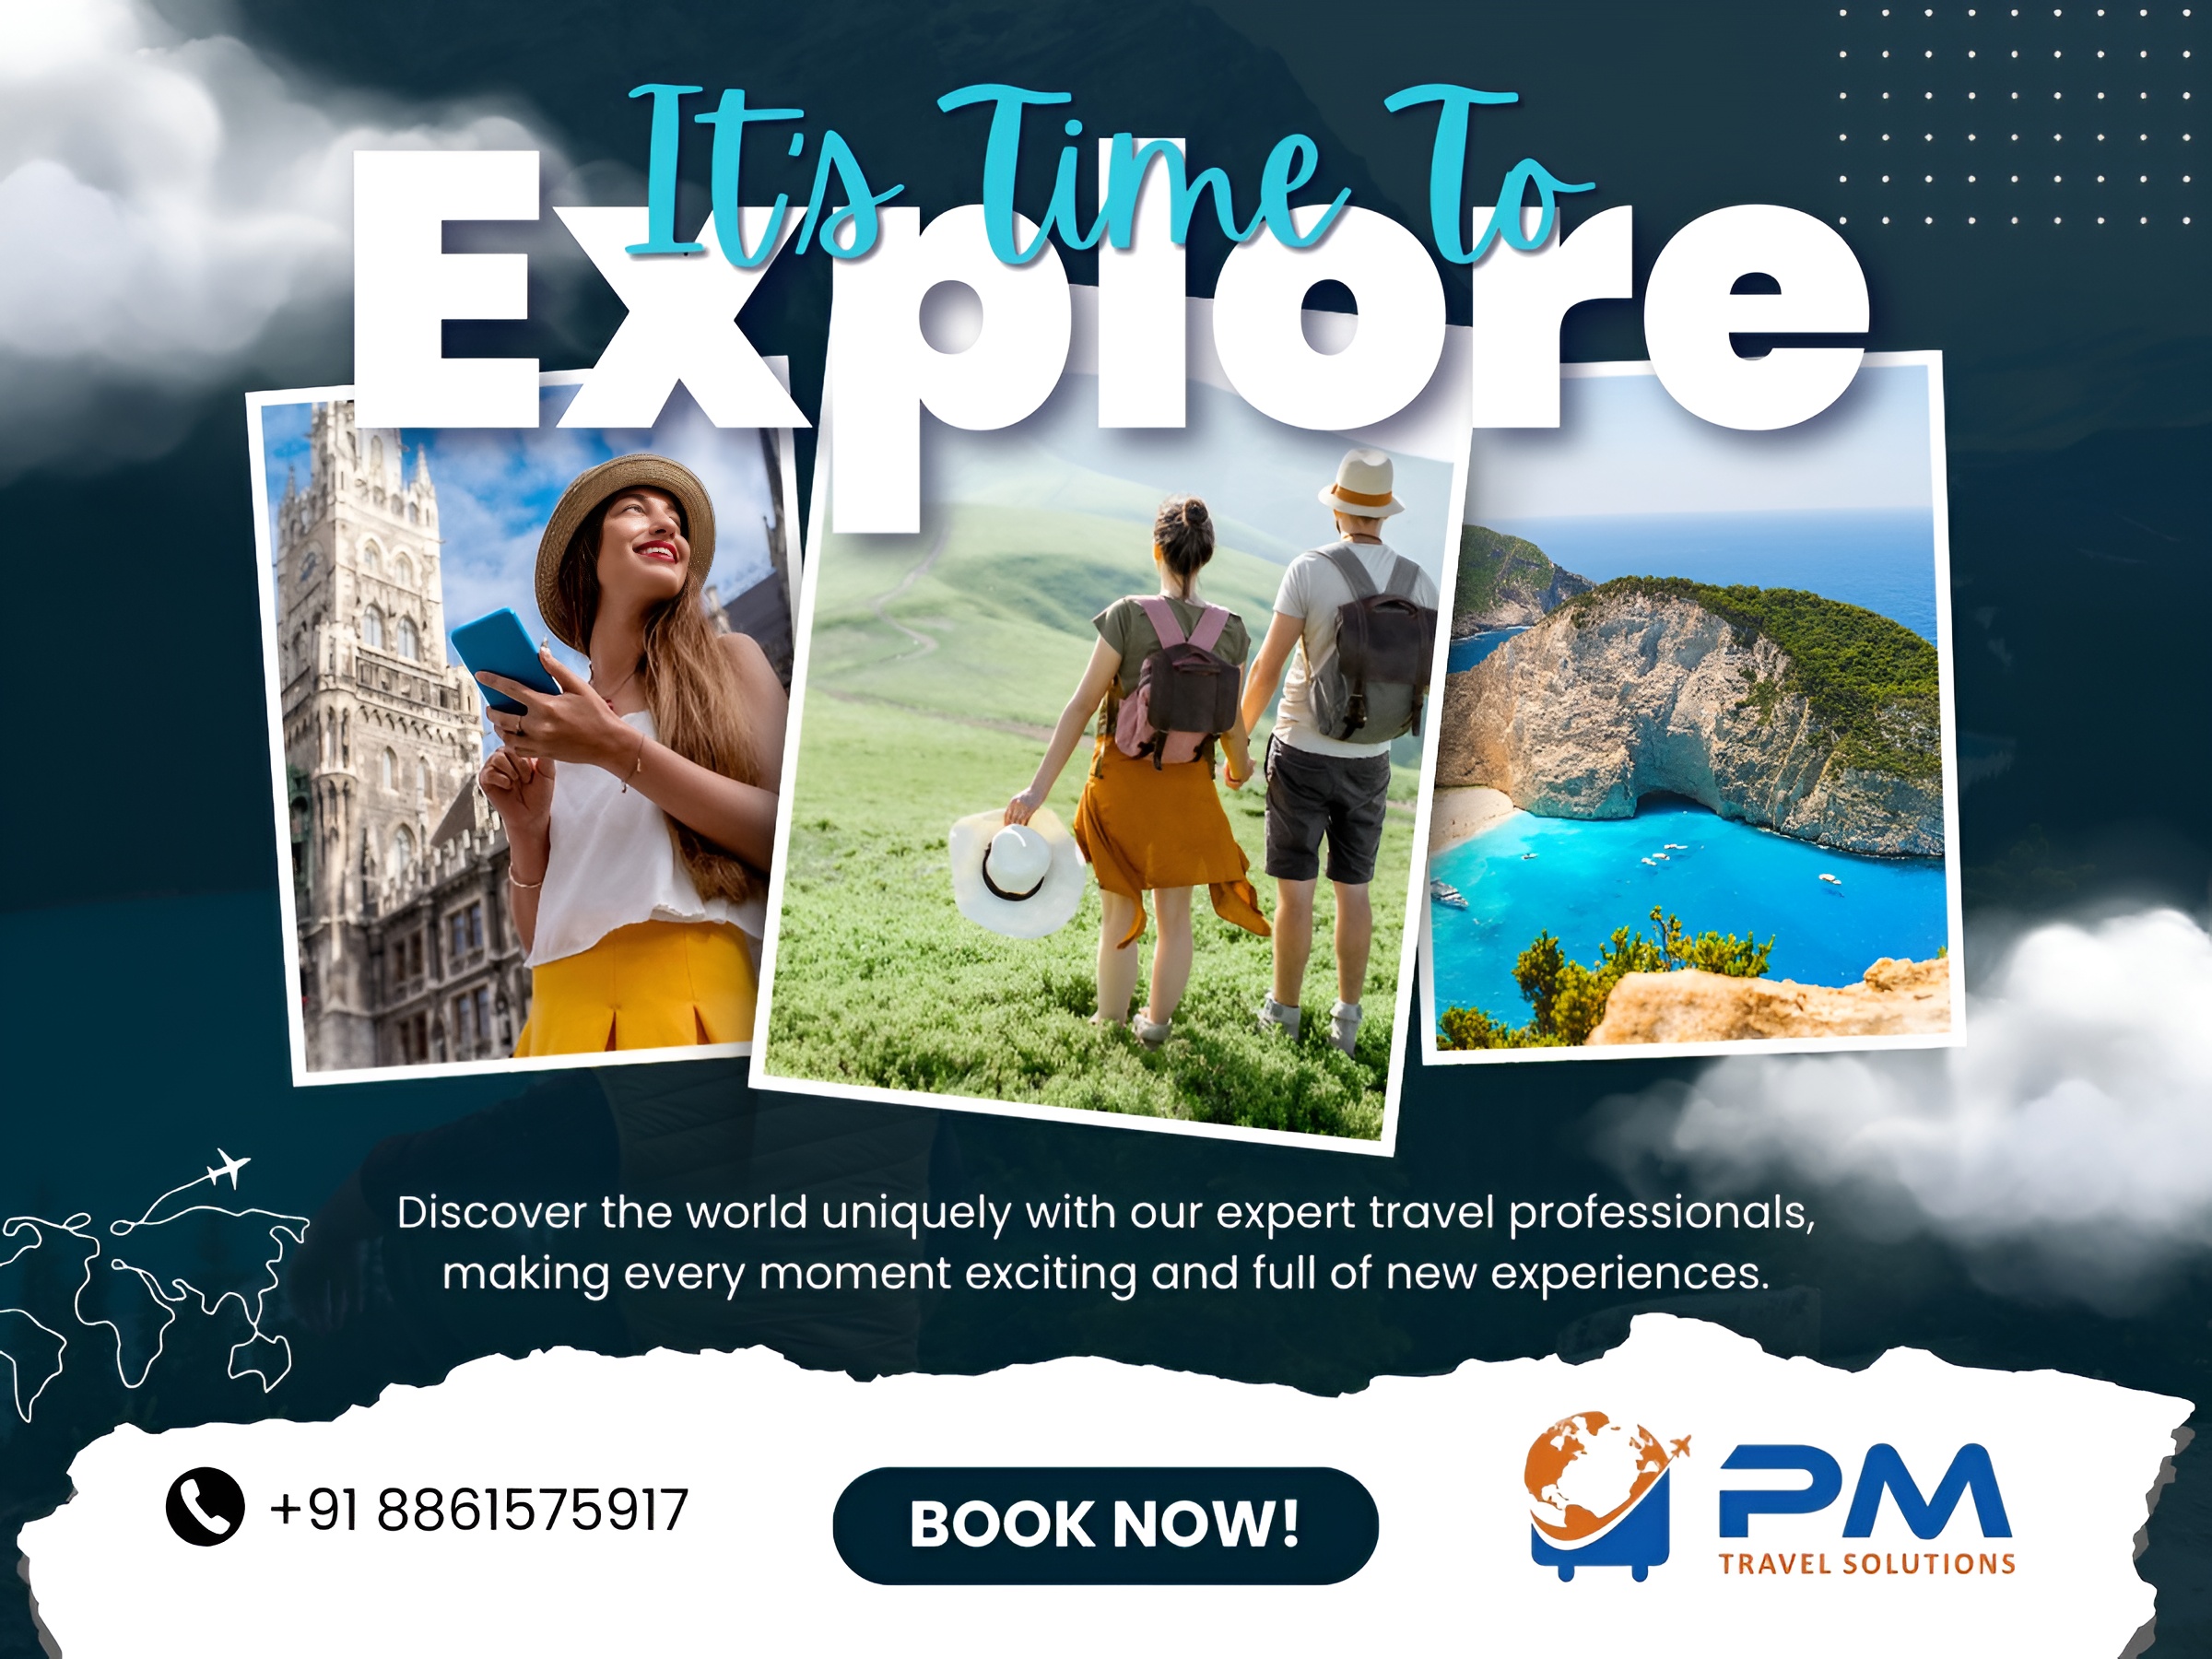 It's Time To
Explore
Discover the world uniquely with our expert travel professionals,
making every moment exciting and full of new experiences.
+91 8861575917
BOOK NOW!
PM
TRAVEL SOLUTIONS